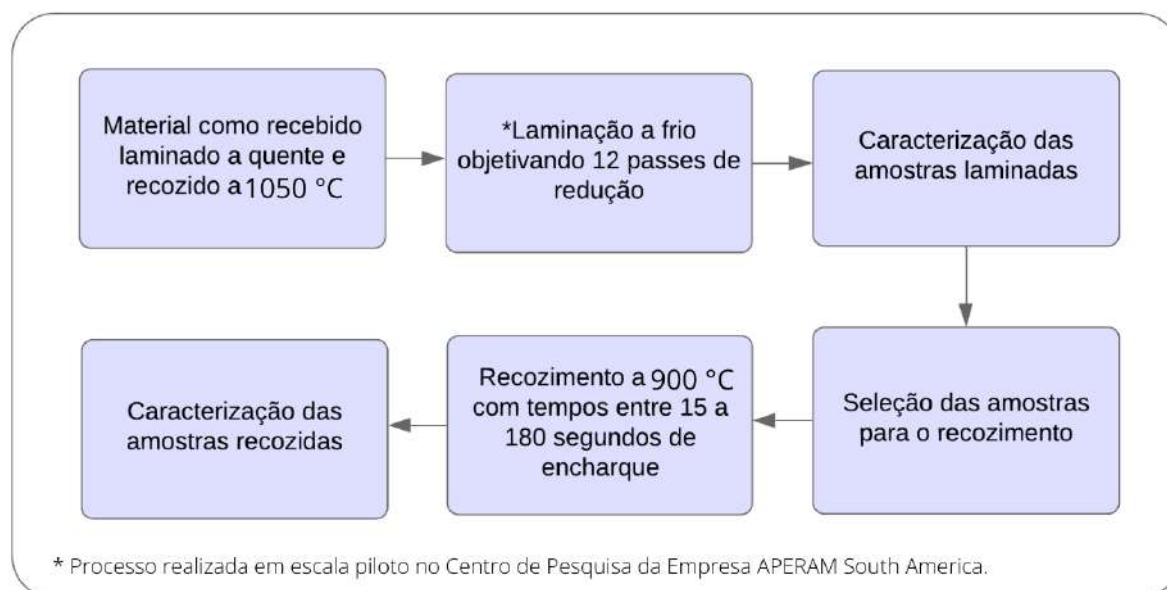 Material como recebido
laminado a quente e
recozido a 1050 °C
*Laminação a frio
objetivando 12 passes de
redução
Caracterização das
amostras laminadas
Seleção das amostras
para o recozimento
Recozimento a 900 °C
com tempos entre 15 a
180 segundos de
encharque
Caracterização das
amostras recozidas
* Processo realizada em escala piloto no Centro de Pesquisa da Empresa APERAM South America.